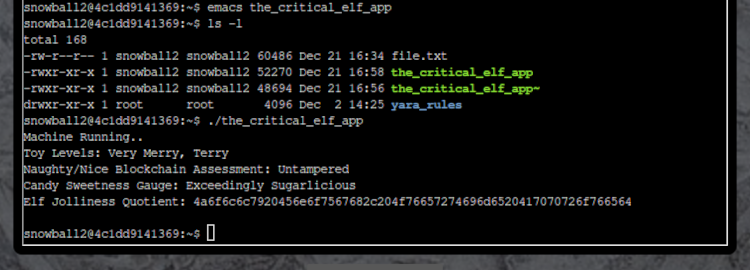 snowball2@4c1dd9141369:~$ emacs the_critical_elf_app
snowball2@4c1dd9141369:~$ ls -l
total 168
-rw-r--r-- 1 snowball2 snowball2 60486 Dec 21 16:34 file.txt
-rwxr-xr-x 1 snowball2 snowball2 52270 Dec 21 16:58 the_critical_elf_app
-rwxr-xr-x 1 snowball2 snowball2 48694 Dec 21 16:56 the_critical_elf_app~
drwxr-xr-x 1 root      root       4096 Dec  2 14:25 yara_rules
snowball2@4c1dd9141369:~$ ./the_critical_elf_app
Machine Running..
Toy Levels: Very Merry, Terry
Naughty/Nice Blockchain Assessment: Untampered
Candy Sweetness Gauge: Exceedingly Sugarlicious
Elf Jolliness Quotient: 4a6f6c6c7920456e6f7567682c204f76657274696d6520417070726f766564
snowball2@4c1dd9141369:~$